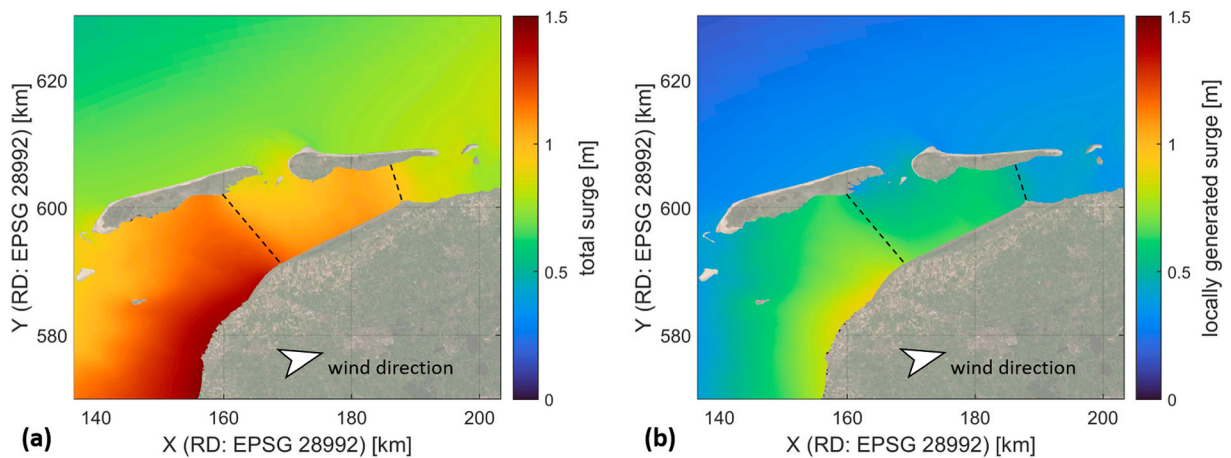 620
600
580
140
160
180
200
Y (RD: EPSG 28992) [km]
X (RD: EPSG 28992) [km]
wind direction
1.5
1
0.5
0
total surge [m]
(a)
620
600
580
140
160
180
200
Y (RD: EPSG 28992) [km]
X (RD: EPSG 28992) [km]
wind direction
1.5
1
0.5
0
locally generated surge [m]
(b)